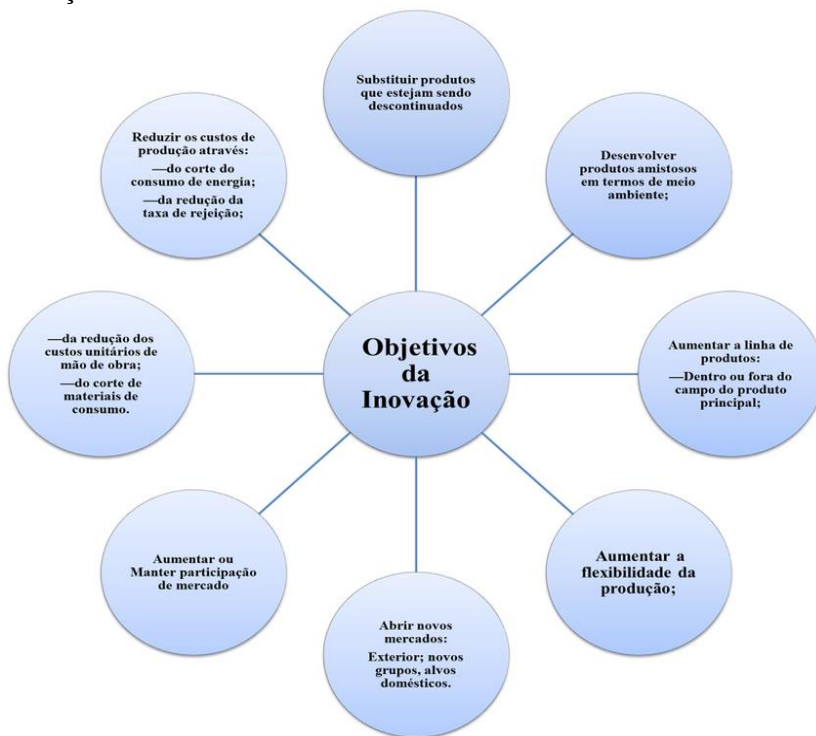 Substituir produtos
que estejam sendo
descontinuados
Desenvolver
produtos amistosos
em termos de meio
ambiente;
Aumentar a linha de
produtos:
—Dentro ou fora do
campo do produto
principal;
Aumentar a
flexibilidade da
produção;
Abrir novos
mercados:
Exterior; novos
grupos, alvos
domésticos.
Aumentar ou
Manter participação
de mercado
—da redução dos
custos unitários de
mão de obra;
—do corte de
materiais de
consumo.
Reduzir os custos de
produção através:
—do corte do
consumo de energia;
—da redução da
taxa de rejeição;
Objetivos
da
Inovação